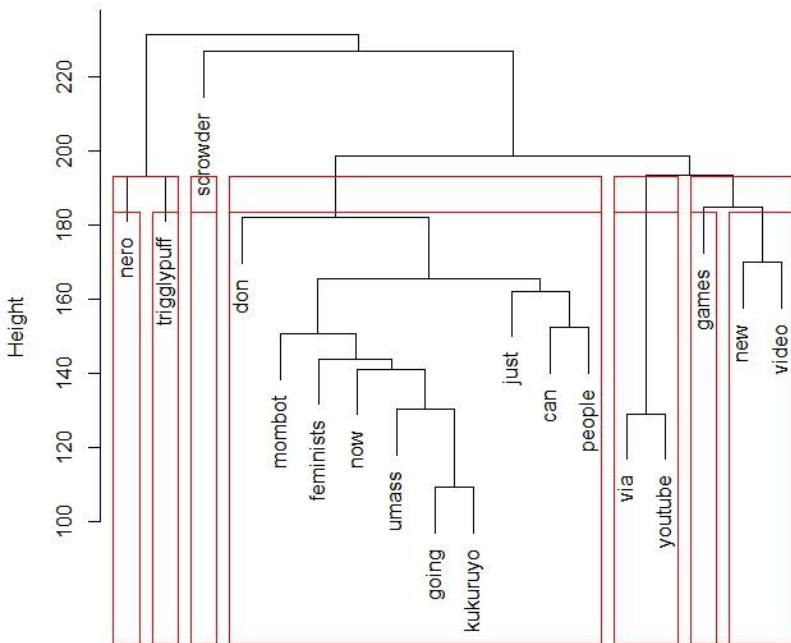 Height
220
200
180
160
140
120
100
nero
trigglypuff
scrowder
don
mombot
feminists
now
umass
going
kukuruyo
just
can
people
via
youtube
games
new
video